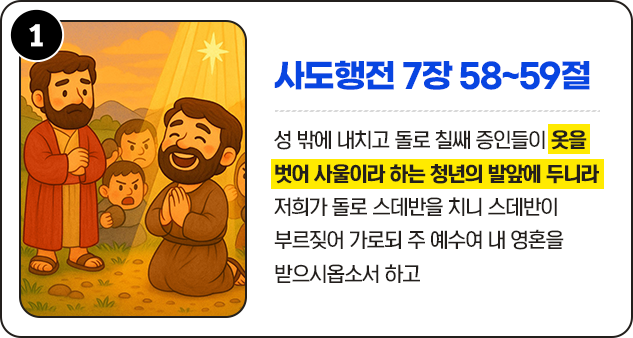 1
사도행전 7장 58~59절
성 밖에 내치고 돌로 칠쌔 증인들이 옷을
벗어 사울이라 하는 청년의 발앞에 두니라
저희가 돌로 스데반을 치니 스데반이
부르짖어 가로되 주 예수여 내 영혼을
받으시옵소서 하고